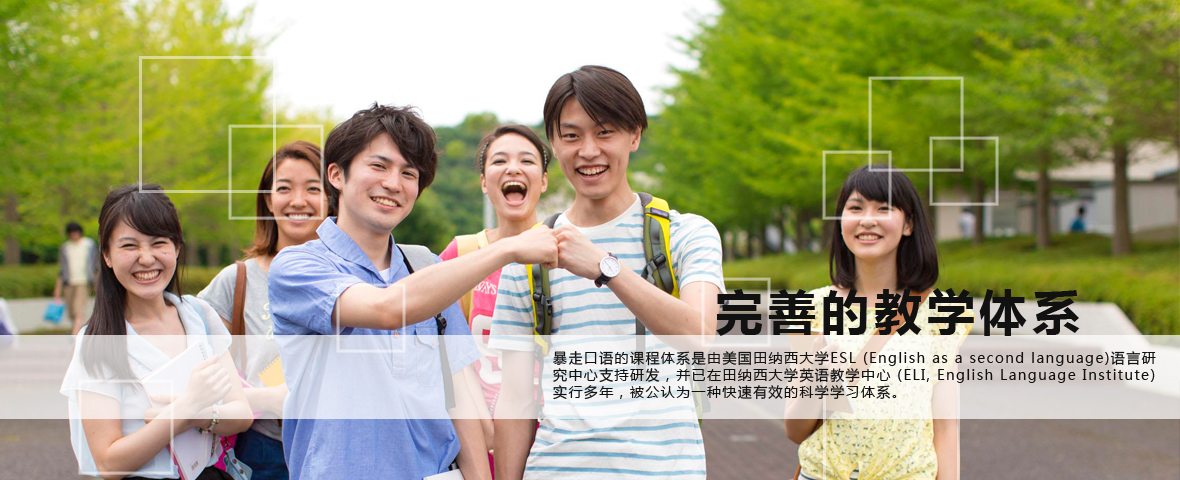 完善的教学体系
暴走口语的课程体系是由美国田纳西大学ESL (English as a second language)语言研
究中心支持研发，并已在田纳西大学英语教学中心 (ELI, English Language Institute)
实行多年，被公认为一种快速有效的科学学习体系。